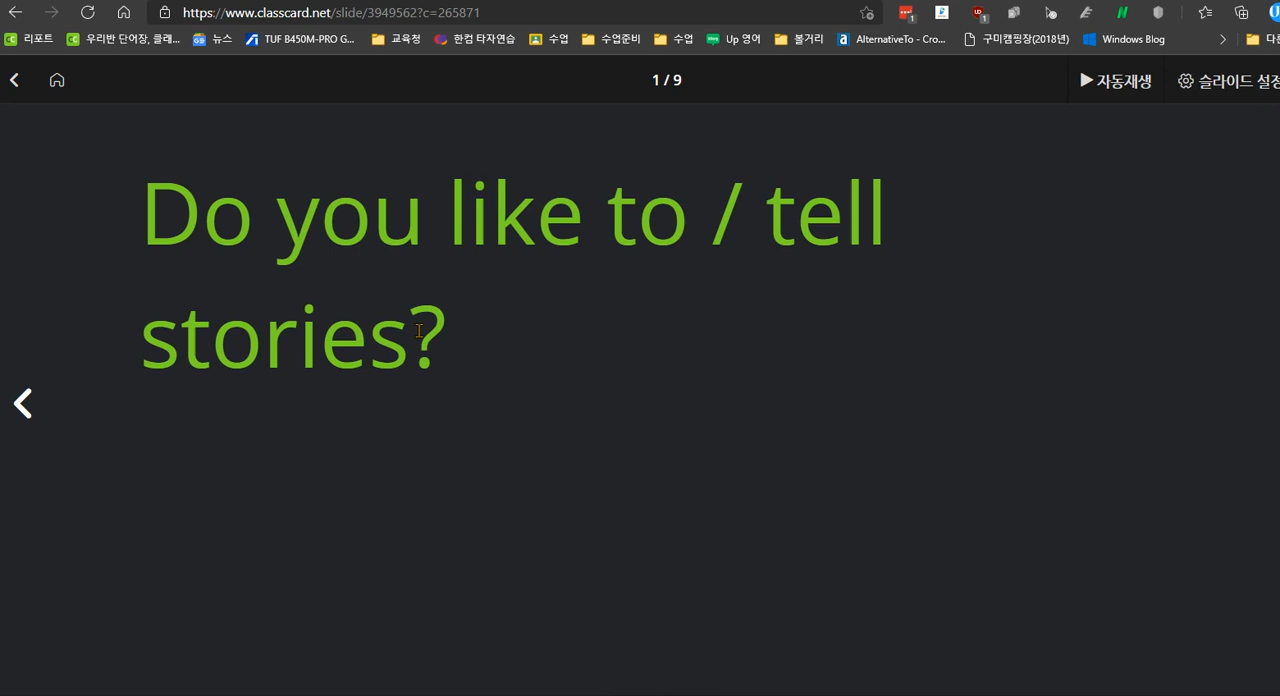 https://www.classcard.net/slide/3949562?c=265871
리포트 우리반 단어장, 클래... 뉴스 TUF B450M-PRO G... 교육청 한컴 타자연습 수업 수업준비 수업 Up 영어 볼거리 AlternativeTo - Cro... 구미캠핑장(2018년) Windows Blog 다른
1 / 9
자동재생 슬라이드 설정
Do you like to / tell
stories?